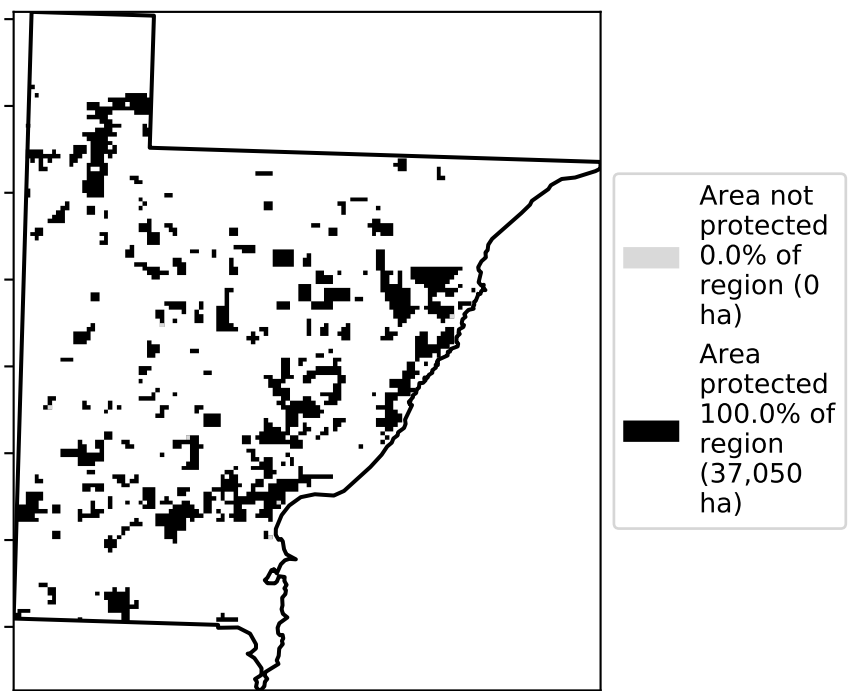 Area not
protected
0.0% of
region (0
ha)
Area
protected
100.0% of
region
(37,050
ha)